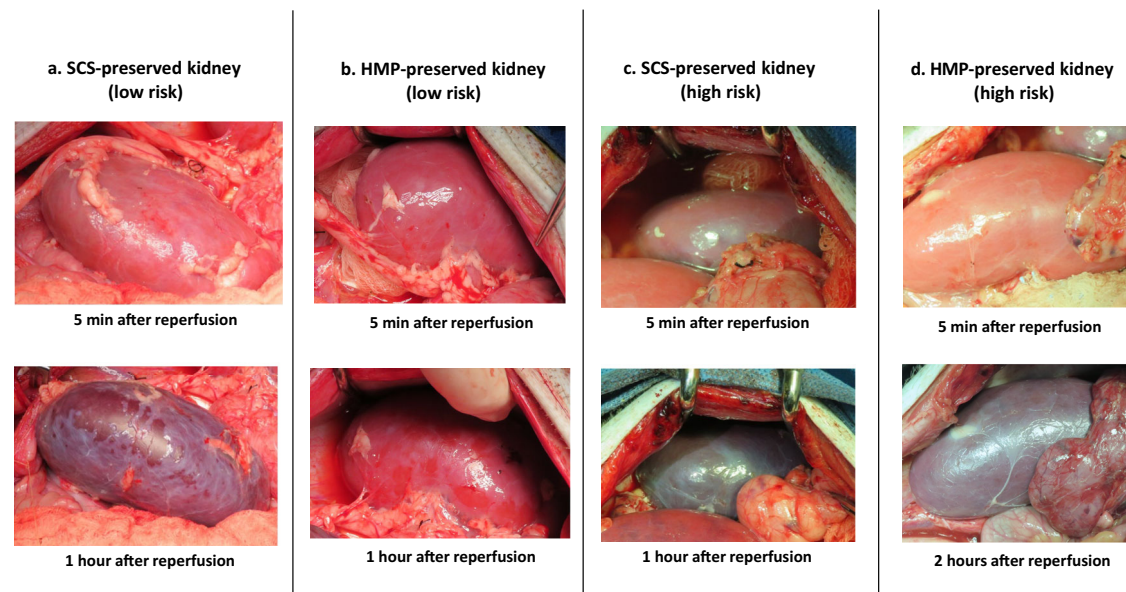 a. SCS-preserved kidney
(low risk)
b. HMP-preserved kidney
(low risk)
c. SCS-preserved kidney
(high risk)
d. HMP-preserved kidney
(high risk)
5 min after reperfusion
5 min after reperfusion
5 min after reperfusion
5 min after reperfusion
1 hour after reperfusion
1 hour after reperfusion
1 hour after reperfusion
2 hours after reperfusion